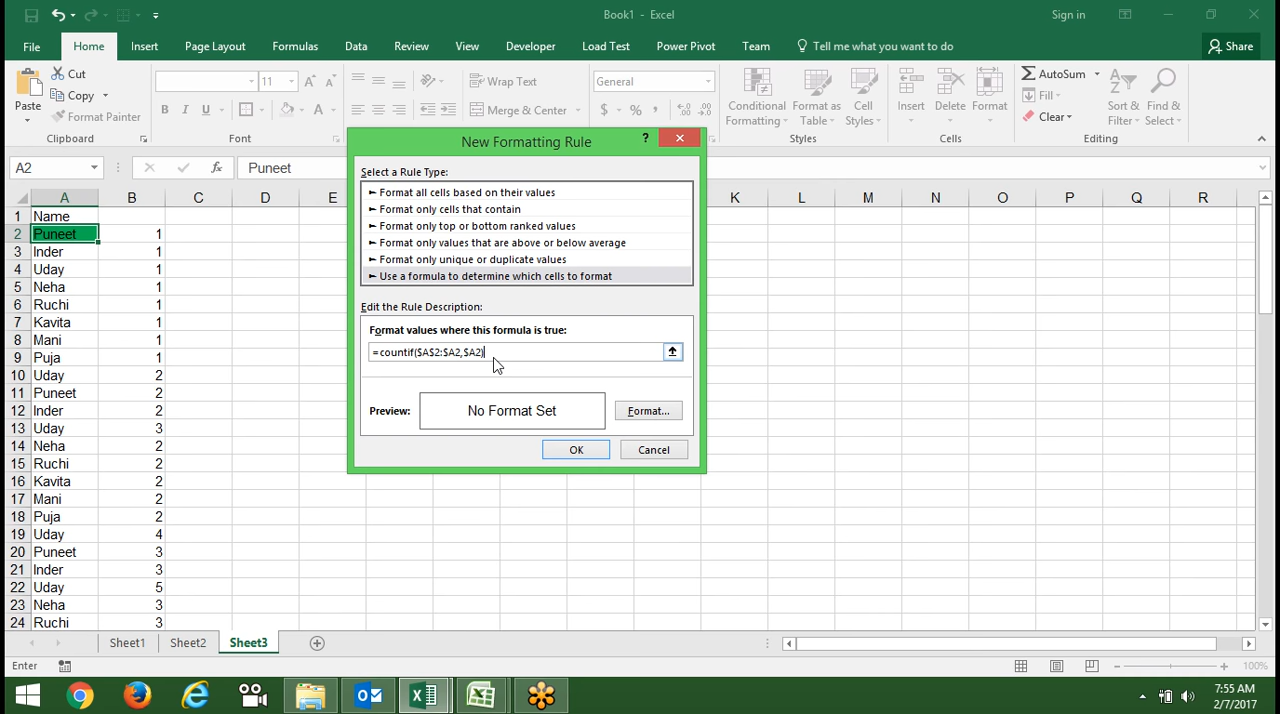 Book1 - Excel
Sign in
File Home Insert Page Layout Formulas Data Review View Developer Load Test Power Pivot Team Tell me what you want to do Share
Paste
Cut
Copy
Format Painter
Clipboard
11
B I U
Font
Wrap Text
Merge & Center
General
$ % ,
Conditional Formatting
Format as Table
Cell Styles
Styles
Insert
Delete
Format
Cells
AutoSum
Fill
Clear
Sort & Filter
Find & Select
Editing
A2
fx
Puneet
A B C D E K L M N O P Q R
1 Name
2 Puneet 1
3 Inder 1
4 Uday 1
5 Neha 1
6 Ruchi 1
7 Kavita 1
8 Mani 1
9 Puja 1
10 Uday 2
11 Puneet 2
12 Inder 2
13 Uday 3
14 Neha 2
15 Ruchi 2
16 Kavita 2
17 Mani 2
18 Puja 2
19 Uday 4
20 Puneet 3
21 Inder 3
22 Uday 5
23 Neha 3
24 Ruchi 3
New Formatting Rule
?
Select a Rule Type:
► Format all cells based on their values
► Format only cells that contain
► Format only top or bottom ranked values
► Format only values that are above or below average
► Format only unique or duplicate values
► Use a formula to determine which cells to format
Edit the Rule Description:
Format values where this formula is true:
=countif($A$2:$A2,$A2)
Preview:
No Format Set
Format...
OK
Cancel
Sheet1 Sheet2 Sheet3
Enter
100%
7:55 AM
2/7/2017